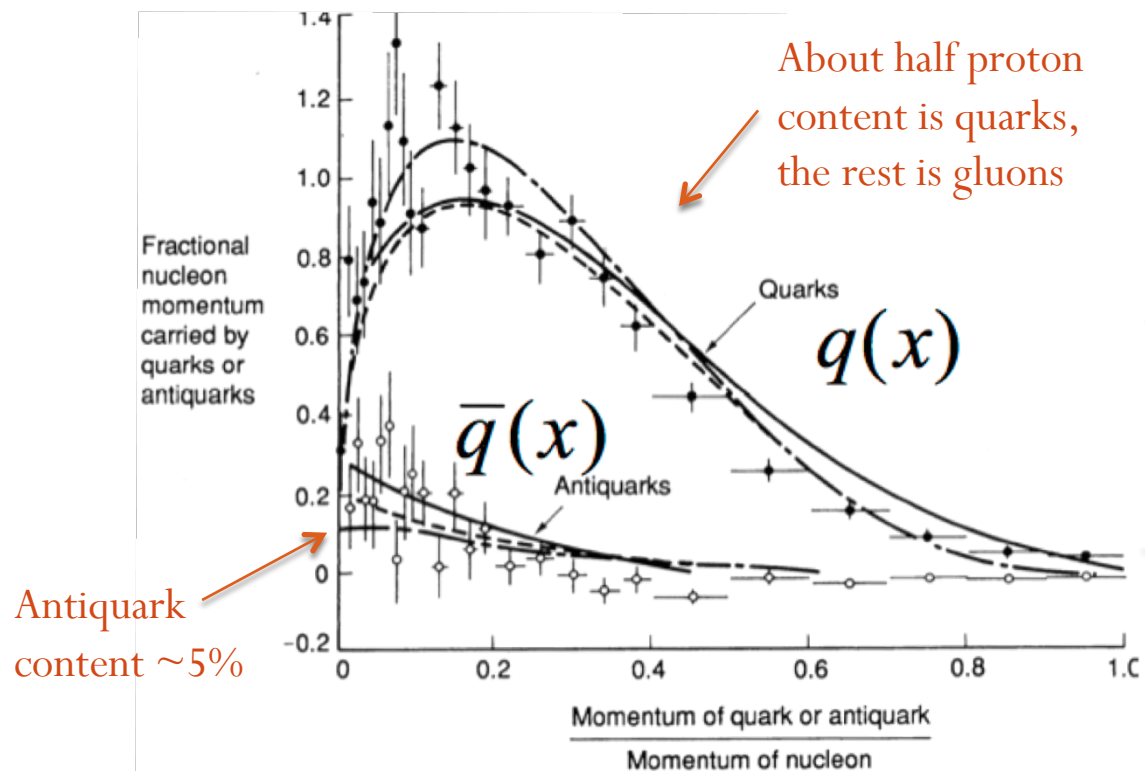 1.4
1.2
1.0
0.8
0.6
0.4
0.2
0
−0.2
Fractional
nucleon
momentum
carried by
quarks or
antiquarks
About half proton
content is quarks,
the rest is gluons
Quarks
q(x)
q̅(x)
Antiquarks
Antiquark
content ~5%
0
0.2
0.4
0.6
0.8
1.0
Momentum of quark or antiquark
Momentum of nucleon